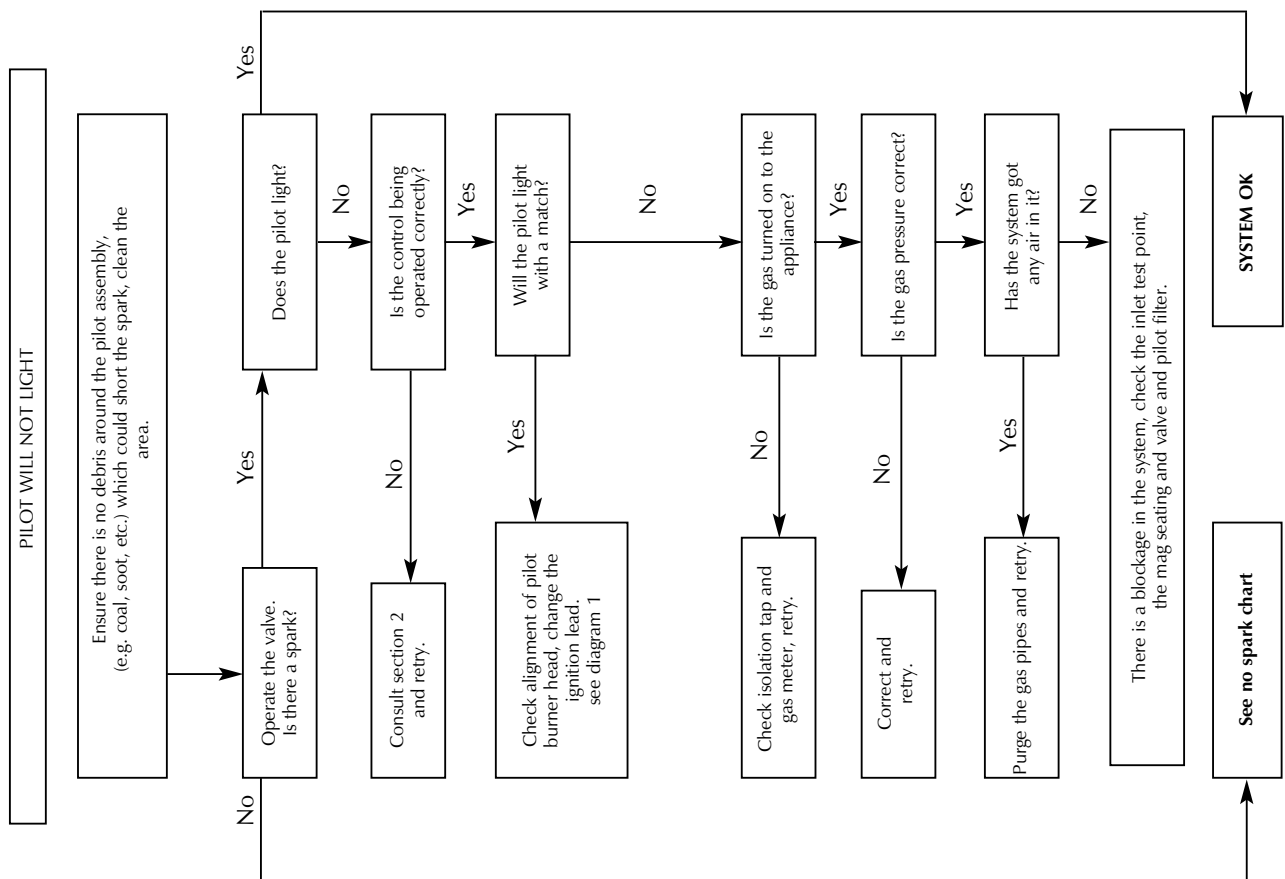 PILOT WILL NOT LIGHT
Ensure there is no debris around the pilot assembly,
(e.g. coal, soot, etc.) which could short the spark, clean the
area.
Operate the valve.
Is there a spark?
No
Yes
Does the pilot light?
Yes
No
Is the control being
operated correctly?
No
Consult section 2
and retry.
Yes
Will the pilot light
with a match?
Yes
Check alignment of pilot
burner head, change the
ignition lead.
see diagram 1
No
Is the gas turned on to the
appliance?
No
Check isolation tap and
gas meter, retry.
Yes
Is the gas pressure correct?
No
Correct and
retry.
Yes
Has the system got
any air in it?
Yes
Purge the gas pipes and retry.
No
There is a blockage in the system, check the inlet test point,
the mag seating and valve and pilot filter.
See no spark chart
SYSTEM OK